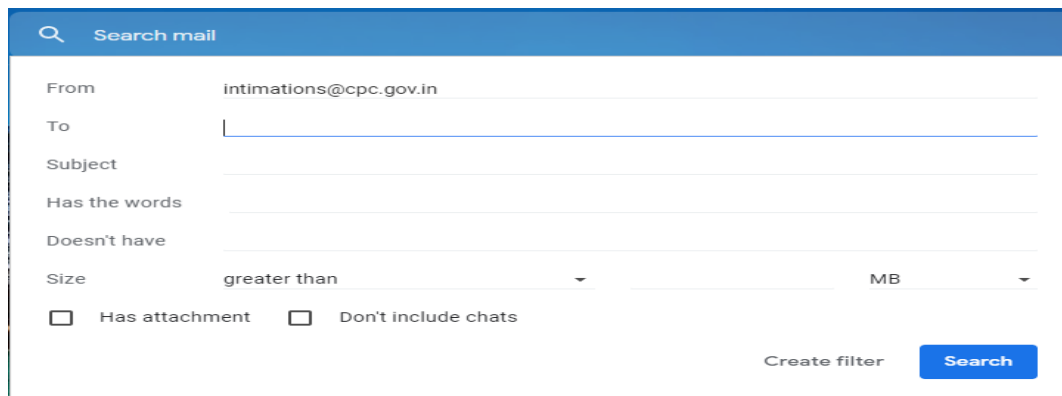 Search mail
From intimations@cpc.gov.in
To
Subject
Has the words
Doesn't have
Size greater than MB
Has attachment Don't include chats
Create filter Search